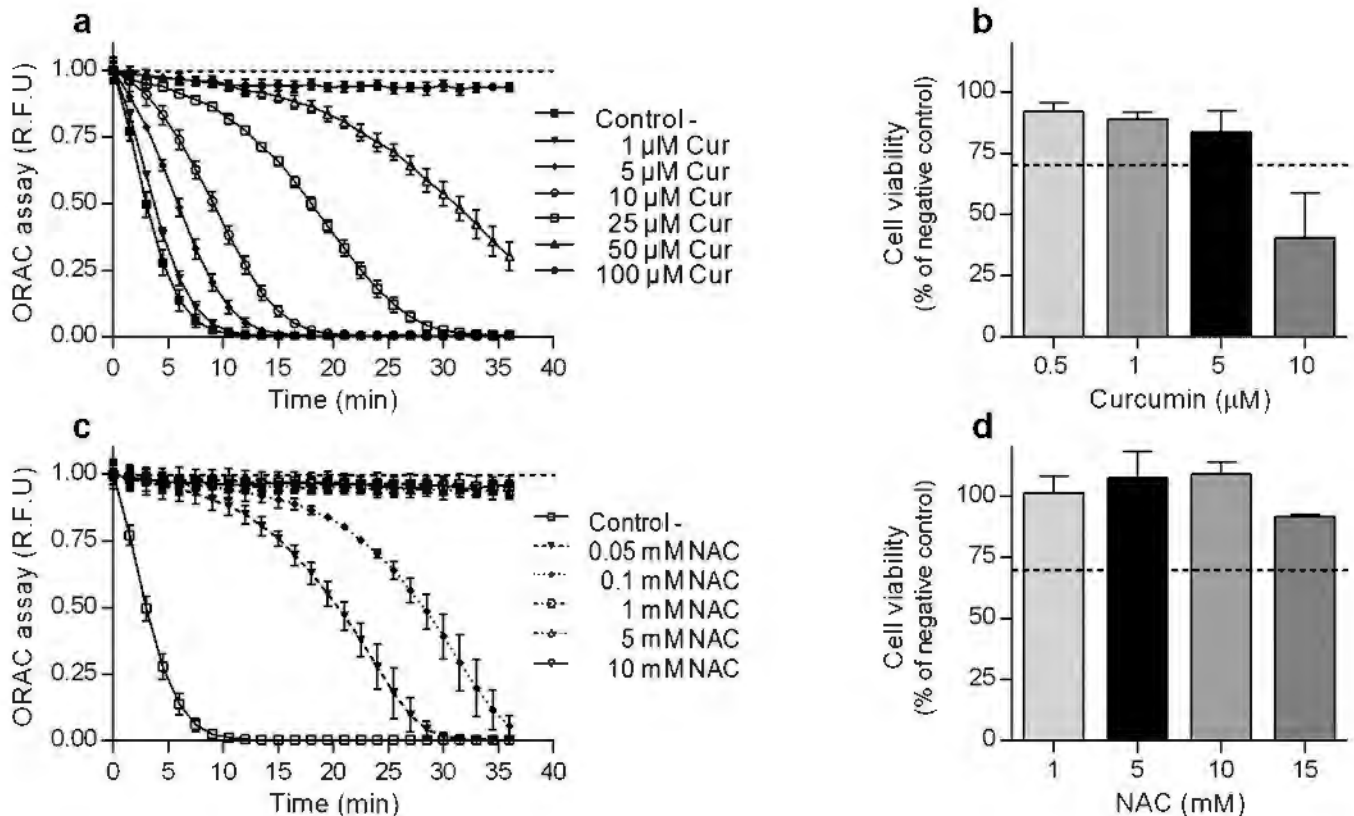 a
ORAC assay (R.F.U)
1.00
0.75
0.50
0.25
0.00
0 5 10 15 20 25 30 35 40
Time (min)
Control -
1 µM Cur
5 µM Cur
10 µM Cur
25 µM Cur
50 µM Cur
100 µM Cur
b
Cell viability
(% of negative control)
100
75
50
25
0
0.5 1 5 10
Curcumin (µM)
c
ORAC assay (R.F.U)
1.00
0.75
0.50
0.25
0.00
0 5 10 15 20 25 30 35 40
Time (min)
Control -
0.05 mM NAC
0.1 mM NAC
1 mM NAC
5 mM NAC
10 mM NAC
d
Cell viability
(% of negative control)
100
75
50
25
0
1 5 10 15
NAC (mM)